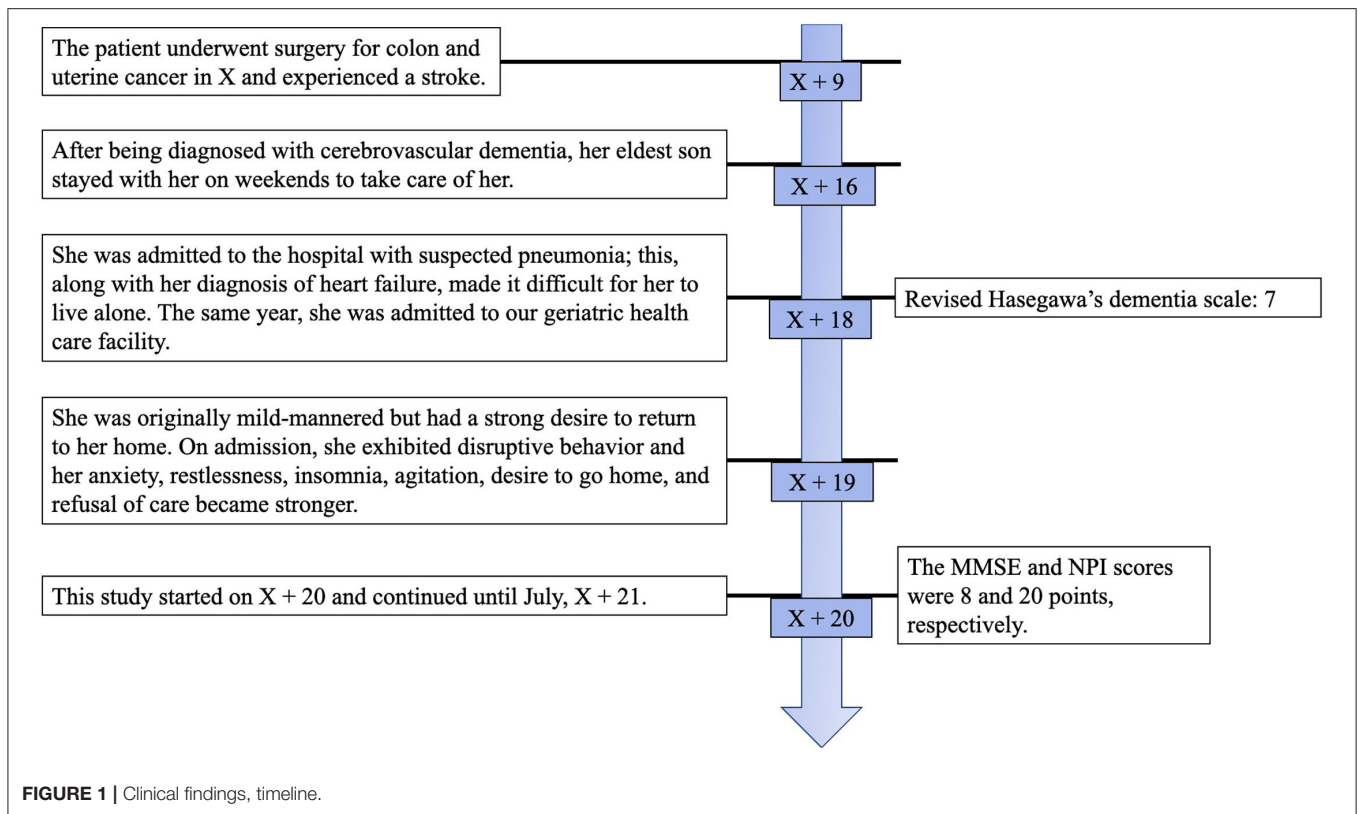 The patient underwent surgery for colon and
uterine cancer in X and experienced a stroke.
X + 9
After being diagnosed with cerebrovascular dementia, her eldest son
stayed with her on weekends to take care of her.
X + 16
She was admitted to the hospital with suspected pneumonia; this,
along with her diagnosis of heart failure, made it difficult for her to
live alone. The same year, she was admitted to our geriatric health
care facility.
X + 18
Revised Hasegawa’s dementia scale: 7
She was originally mild-mannered but had a strong desire to return
to her home. On admission, she exhibited disruptive behavior and
her anxiety, restlessness, insomnia, agitation, desire to go home, and
refusal of care became stronger.
X + 19
This study started on X + 20 and continued until July, X + 21.
X + 20
The MMSE and NPI scores
were 8 and 20 points,
respectively.
FIGURE 1 | Clinical findings, timeline.